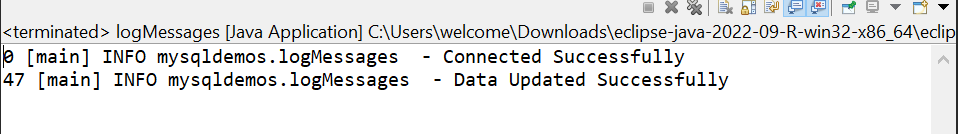 <terminated> logMessages [Java Application] C:\Users\welcome\Downloads\eclipse-java-2022-09-R-win32-x86_64\eclip
0 [main] INFO mysqldemos.logMessages  - Connected Successfully
47 [main] INFO mysqldemos.logMessages  - Data Updated Successfully